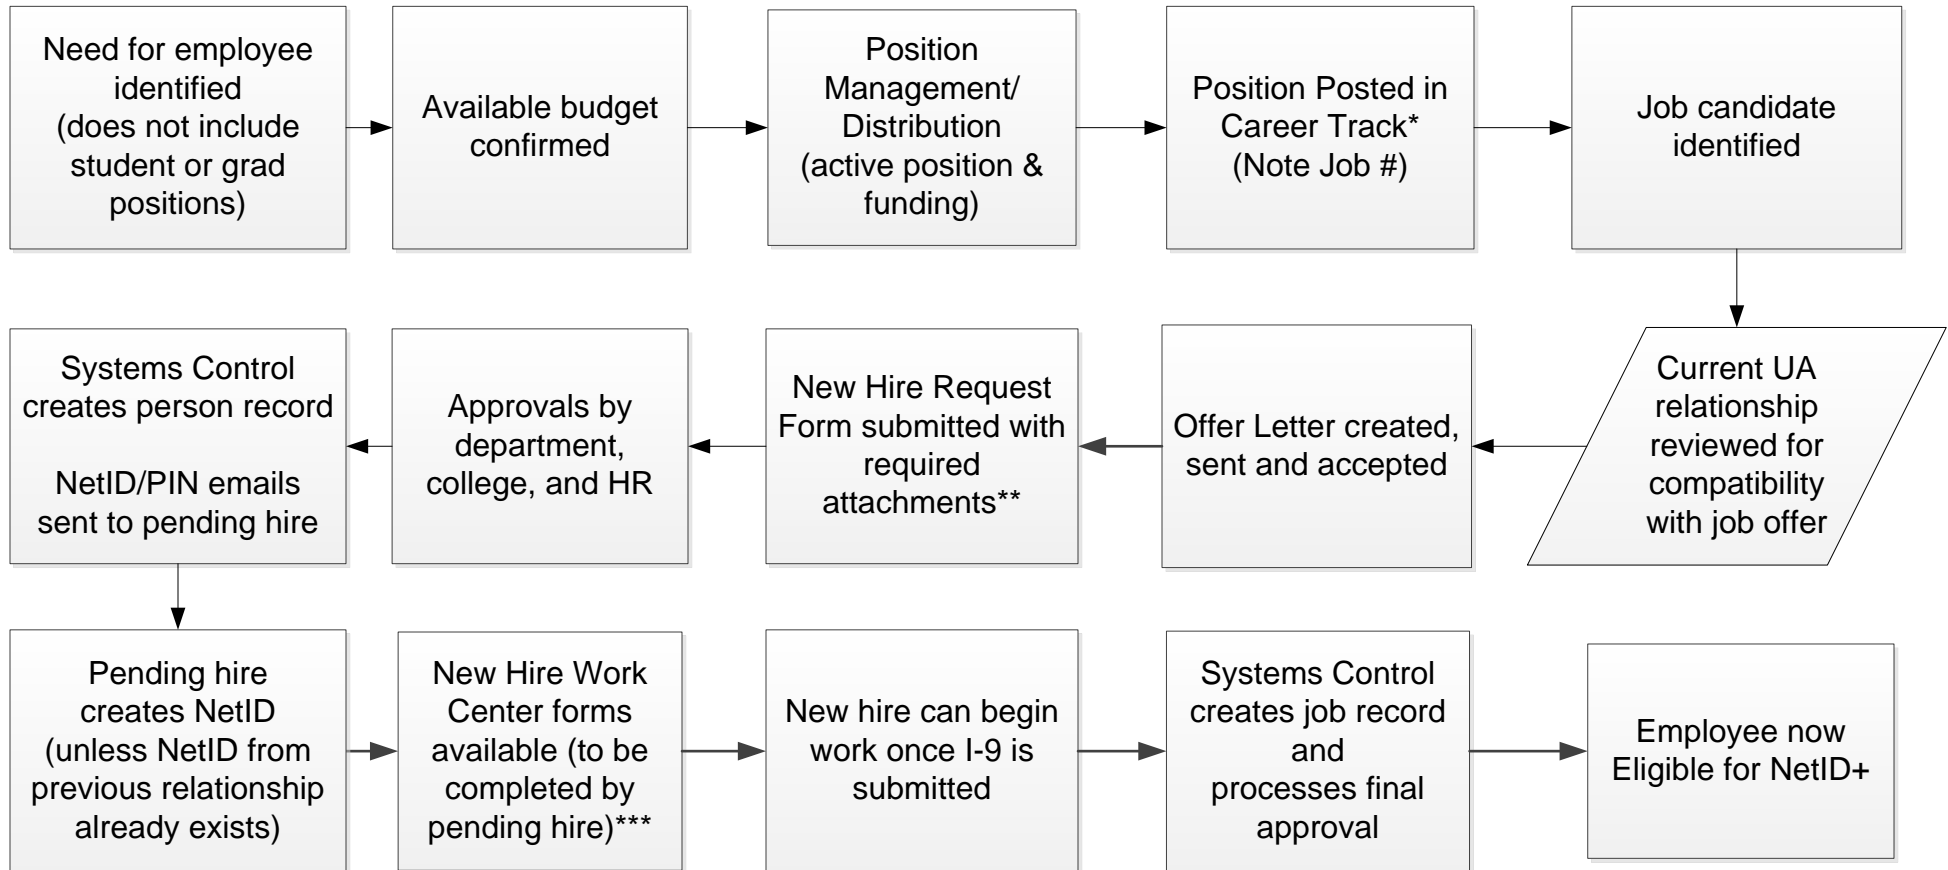 Need for employee
identified
(does not include
student or grad
positions)
Available budget
confirmed
Position
Management/
Distribution
(active position &
funding)
Position Posted in
Career Track*
(Note Job #)
Job candidate
identified
Current UA
relationship
reviewed for
compatibility
with job offer
Offer Letter created,
sent and accepted
New Hire Request
Form submitted with
required
attachments**
Approvals by
department,
college, and HR
Systems Control
creates person record
NetID/PIN emails
sent to pending hire
Pending hire
creates NetID
(unless NetID from
previous relationship
already exists)
New Hire Work
Center forms
available (to be
completed by
pending hire)***
New hire can begin
work once I-9 is
submitted
Systems Control
creates job record
and
processes final
approval
Employee now
Eligible for NetID+